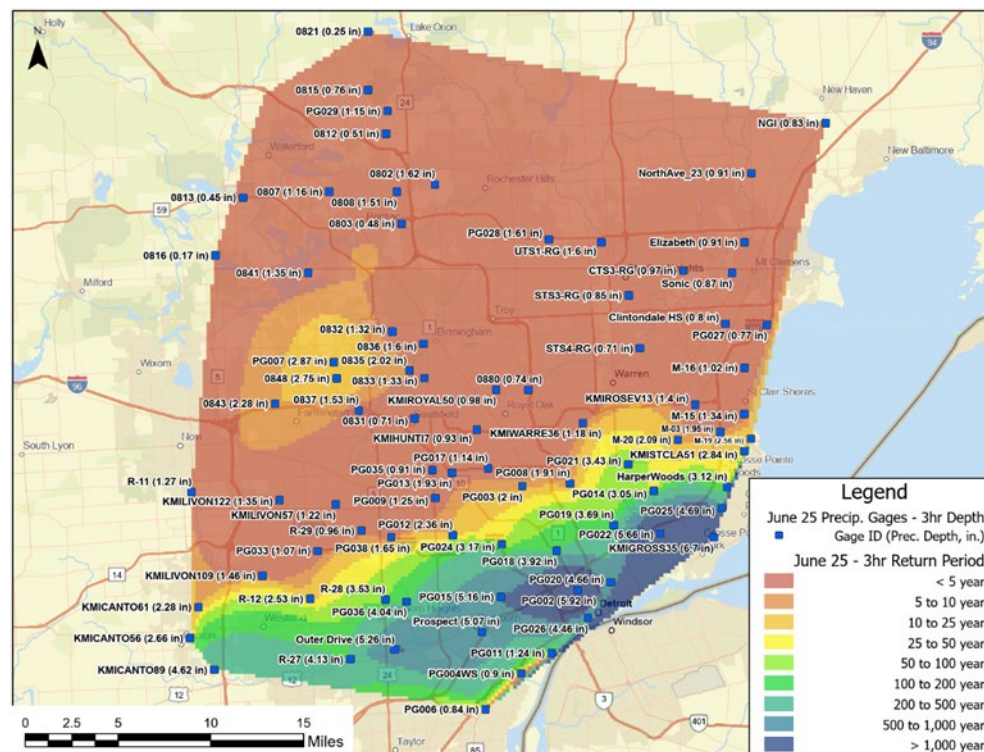 Holly
Lake Orion
0821 (0.25 in)
N
94
0815 (0.76 in)
24
New Haven
PG029 (1.15 in)
NGI (0.83 in)
0812 (0.51 in)
Waterford
New Baltimore
0802 (1.62 in)
Rochester Hills
NorthAve_23 (0.91 in)
0807 (1.16 in)
0813 (0.45 in)
0808 (1.51 in)
59
0803 (0.48 in)
PG028 (1.61 in)
UTS1-RG (1.6 in)
Elizabeth (0.91 in)
0816 (0.17 in)
0841 (1.35 in)
CTS3-RG (0.97 in)
Mt Clemens
Sonic (0.87 in)
Milford
STS3-RG (0.85 in)
Troy
Clintondale HS (0.8 in)
PG027 (0.77 in)
0832 (1.32 in)
1
Birmingham
0836 (1.6 in)
STS4-RG (0.71 in)
PG007 (2.87 in)
0835 (2.02 in)
Wixom
M-16 (1.02 in)
0848 (2.75 in)
0833 (1.33 in)
5
96
Warren
0880 (0.74 in)
St Clair Shores
0843 (2.28 in)
0837 (1.53 in)
KMIROYAL50 (0.98 in)
Royal Oak
KMIROSEV13 (1.4 in)
Farmington
M-15 (1.34 in)
0831 (0.71 in)
Southfield
KMIWARRE36 (1.18 in)
M-03 (1.95 in)
KMIHUNTI7 (0.93 in)
M-20 (2.09 in)
M-19 (2.56 in)
South Lyon
KMISTCLA51 (2.84 in)
PG017 (1.14 in)
PG021 (3.43 in)
PG035 (0.91 in)
PG008 (1.91 in)
HarperWoods (3.12 in)
R-11 (1.27 in)
PG013 (1.93 in)
10
PG003 (2 in)
PG014 (3.05 in)
KMILIVON122 (1.35 in)
PG009 (1.25 in)
PG025 (4.69 in)
KMILIVON57 (1.22 in)
PG019 (3.69 in)
R-29 (0.96 in)
PG012 (2.36 in)
PG022 (5.66 in)
PG033 (1.07 in)
PG038 (1.65 in)
PG024 (3.17 in)
KMIGROSS35 (6.7 in)
14
PG018 (3.92 in)
KMILIVON109 (1.46 in)
PG020 (4.66 in)
R-28 (3.53 in)
R-12 (2.53 in)
PG015 (5.16 in)
PG002 (5.92 in)
KMICANTO61 (2.28 in)
PG036 (4.04 in)
Detroit
Prospect (5.07 in)
PG026 (4.46 in)
Westland
Windsor
KMICANTO56 (2.66 in)
Outer Drive (5.26 in)
PG011 (1.24 in)
R-27 (4.13 in)
KMICANTO89 (4.62 in)
PG004WS (0.9 in)
24
12
12
3
PG006 (0.84 in)
0 2.5 5 10 15
Miles
Taylor
85
401
Legend
June 25 Precip. Gages - 3hr Depth
Gage ID (Prec. Depth, in.)
June 25 - 3hr Return Period
< 5 year
5 to 10 year
10 to 25 year
25 to 50 year
50 to 100 year
100 to 200 year
200 to 500 year
500 to 1,000 year
> 1,000 year